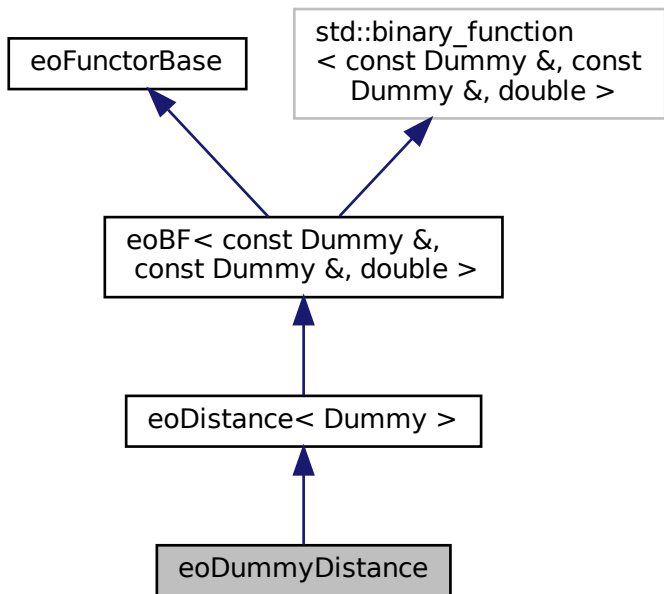 eoFunctorBase
std::binary_function
< const Dummy &, const
Dummy &, double >
eoBF< const Dummy &,
const Dummy &, double >
eoDistance< Dummy >
eoDummyDistance